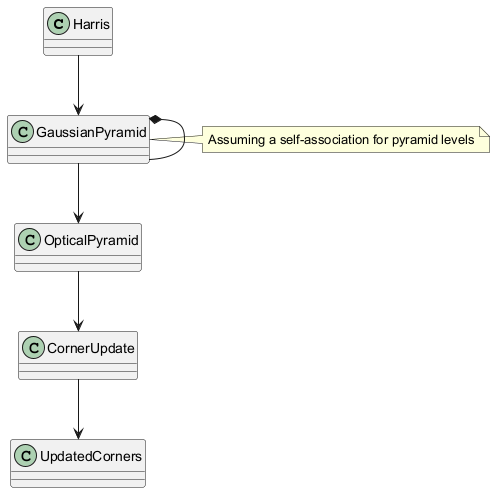 C Harris
C GaussianPyramid
Assuming a self-association for pyramid levels
C OpticalPyramid
C CornerUpdate
C UpdatedCorners